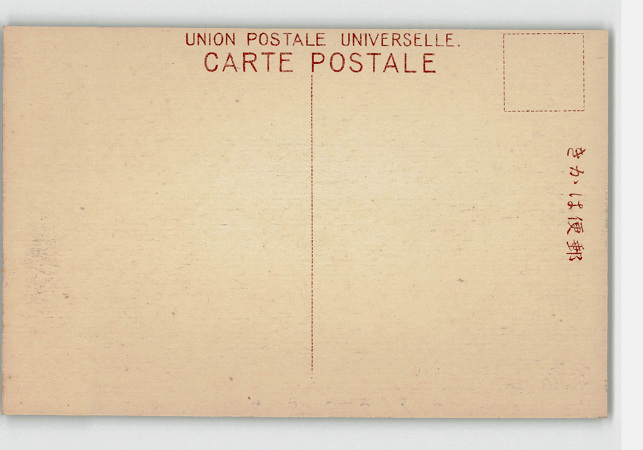 UNION POSTALE UNIVERSELLE.
CARTE POSTALE
きかは便郵